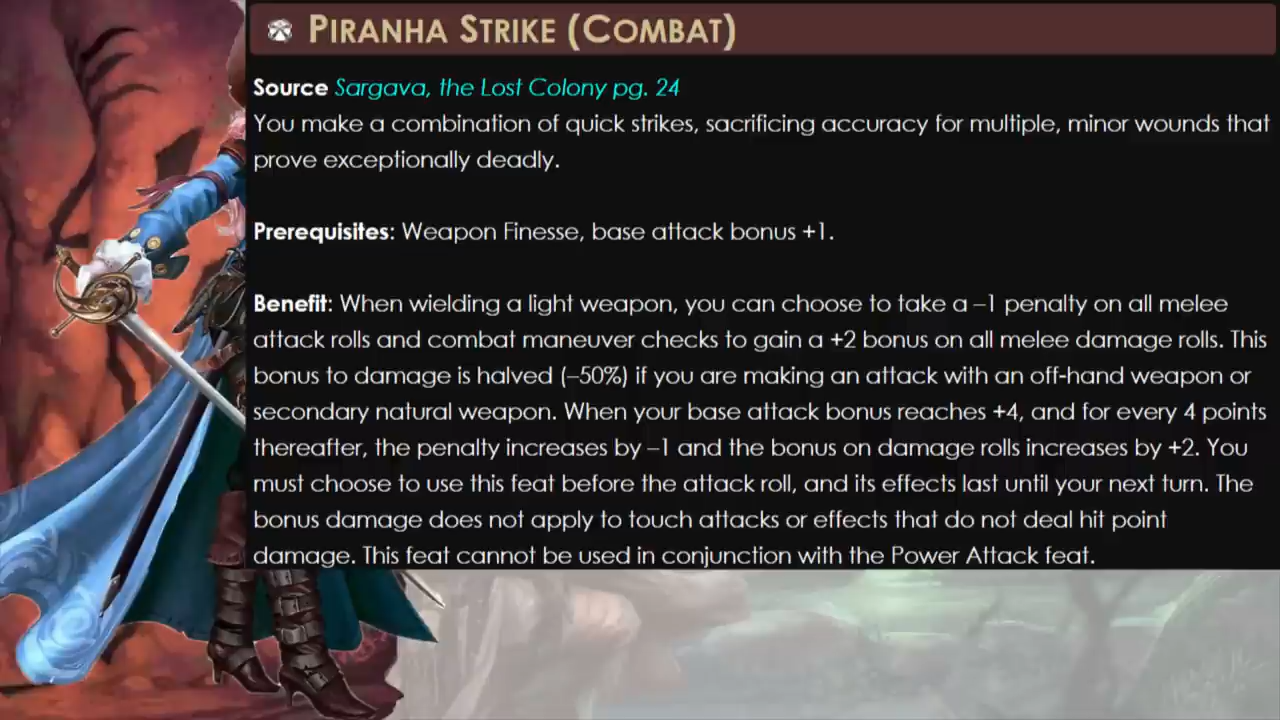 PIRANHA STRIKE (COMBAT)
Source Sargava, the Lost Colony pg. 24
You make a combination of quick strikes, sacrificing accuracy for multiple, minor wounds that
prove exceptionally deadly.
Prerequisites: Weapon Finesse, base attack bonus +1.
Benefit: When wielding a light weapon, you can choose to take a –1 penalty on all melee
attack rolls and combat maneuver checks to gain a +2 bonus on all melee damage rolls. This
bonus to damage is halved (–50%) if you are making an attack with an off-hand weapon or
secondary natural weapon. When your base attack bonus reaches +4, and for every 4 points
thereafter, the penalty increases by –1 and the bonus on damage rolls increases by +2. You
must choose to use this feat before the attack roll, and its effects last until your next turn. The
bonus damage does not apply to touch attacks or effects that do not deal hit point
damage. This feat cannot be used in conjunction with the Power Attack feat.